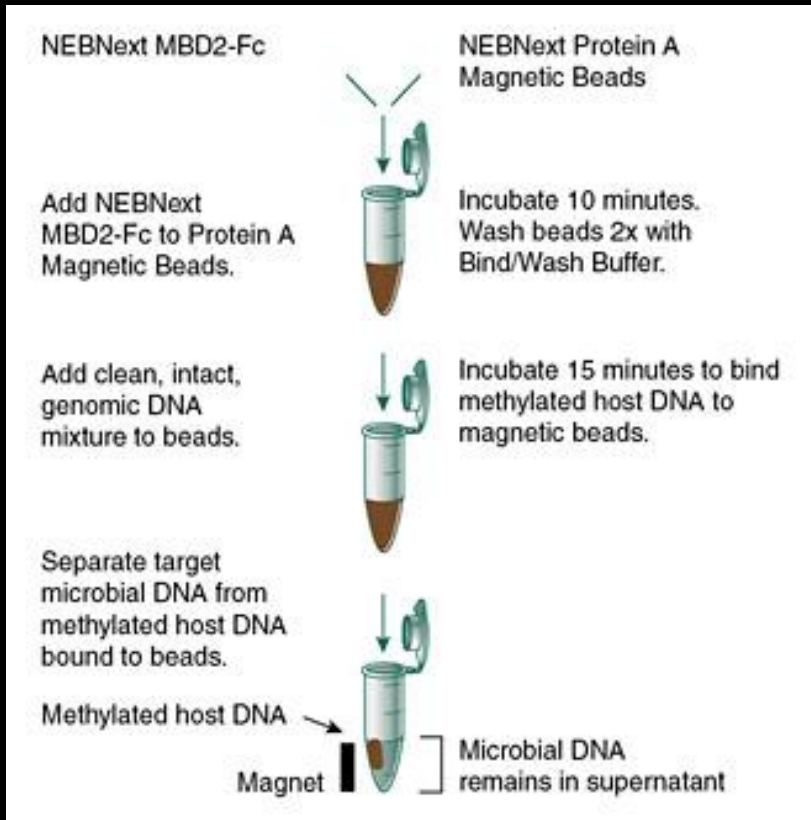 NEBNext MBD2-Fc
NEBNext Protein A
Magnetic Beads
Add NEBNext
MBD2-Fc to Protein A
Magnetic Beads.
Incubate 10 minutes.
Wash beads 2x with
Bind/Wash Buffer.
Add clean, intact,
genomic DNA
mixture to beads.
Incubate 15 minutes to bind
methylated host DNA to
magnetic beads.
Separate target
microbial DNA from
methylated host DNA
bound to beads.
Methylated host DNA
Magnet
Microbial DNA
remains in supernatant